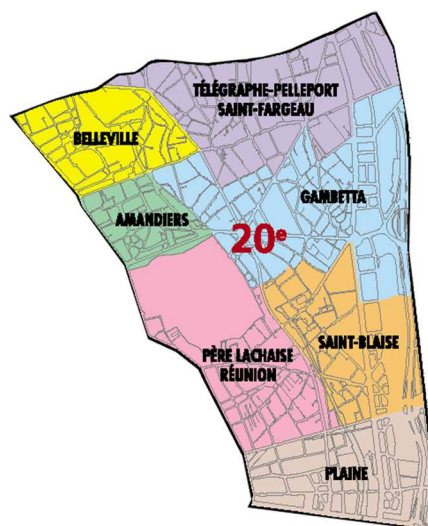 TÉLÉGRAPHE-PELLEPORT
SAINT-FARGEAU
BELLEVILLE
GAMBETTA
AMANDIERS
20e
SAINT-BLAISE
PÈRE LACHAISE
RÉUNION
PLAINE